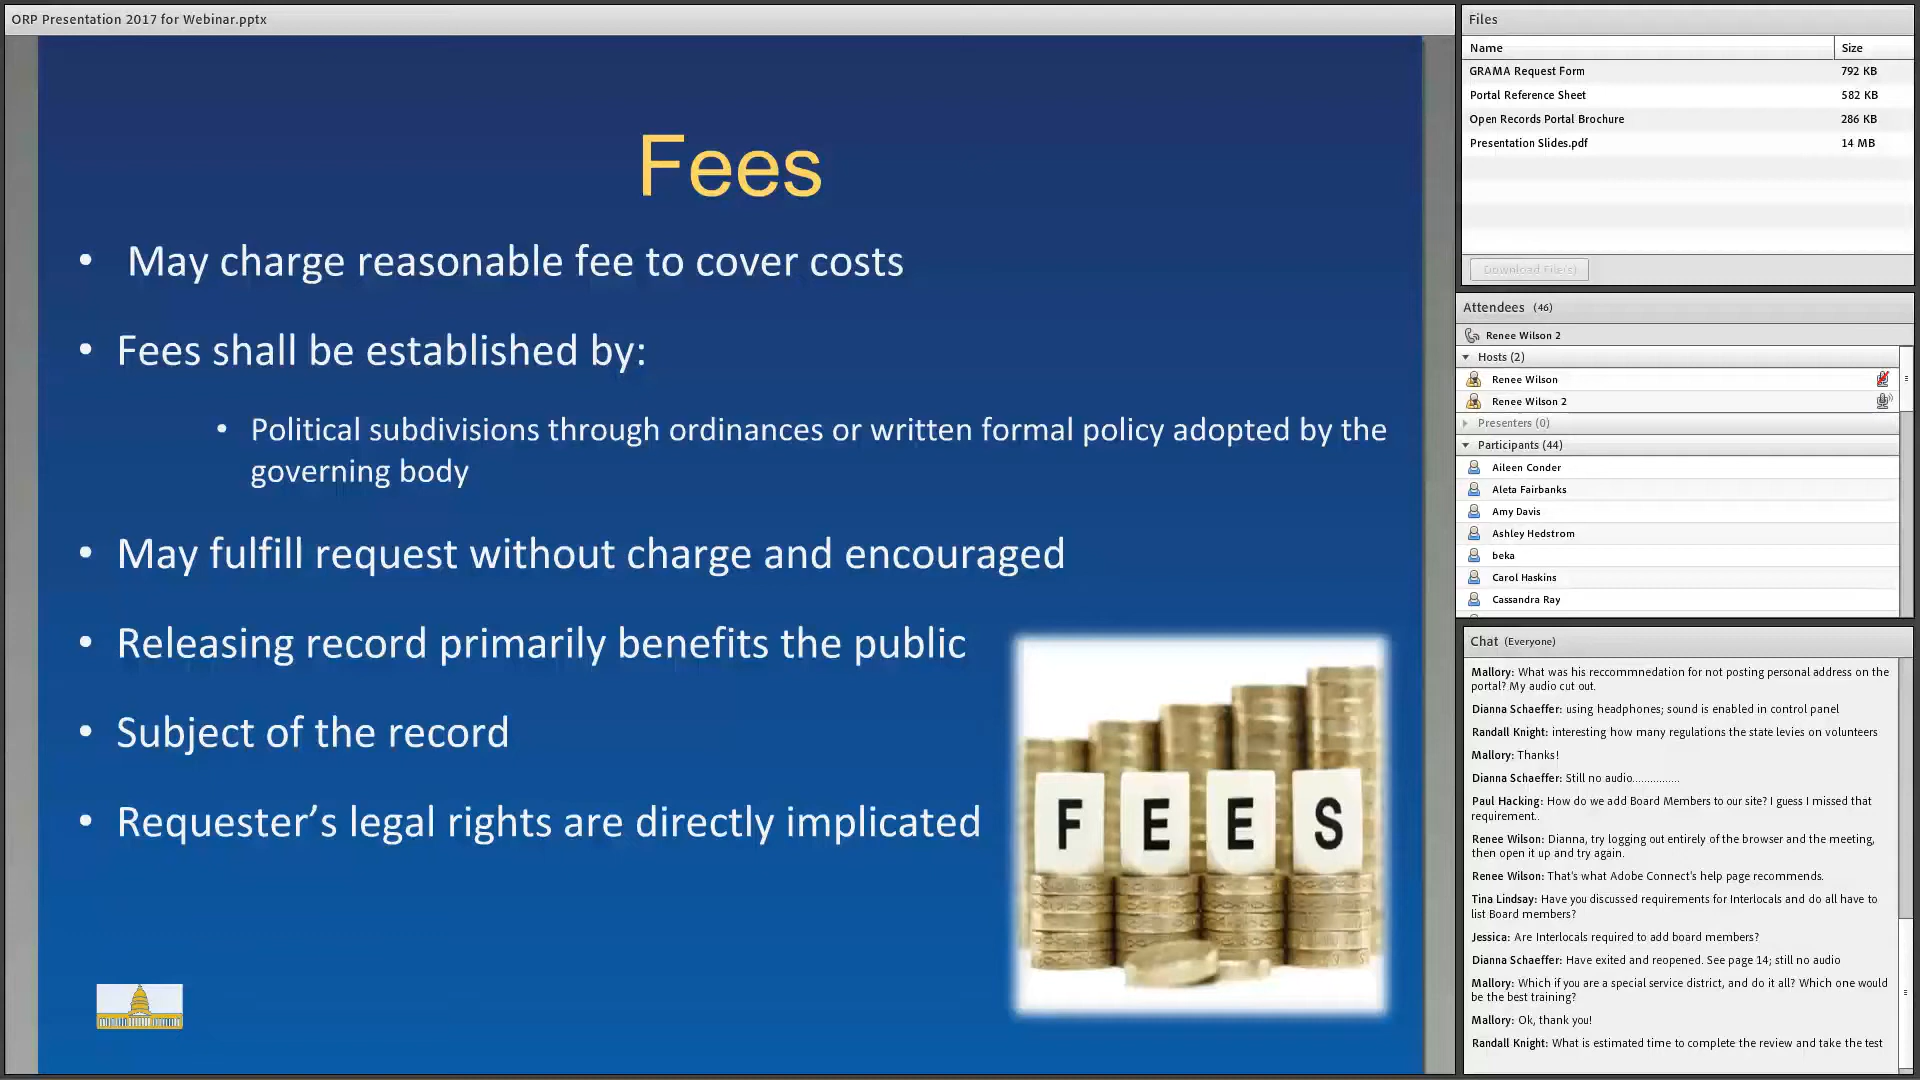 ORP Presentation 2017 for Webinar.pptx
Fees
• May charge reasonable fee to cover costs
• Fees shall be established by:
• Political subdivisions through ordinances or written formal policy adopted by the
governing body
• May fulfill request without charge and encouraged
• Releasing record primarily benefits the public
• Subject of the record
• Requester’s legal rights are directly implicated
F E E S
Files
Name Size
GRAMA Request Form 792 KB
Portal Reference Sheet 582 KB
Open Records Portal Brochure 286 KB
Presentation Slides.pdf 14 MB
Download File(s)
Attendees (46)
Renee Wilson 2
Hosts (2)
Renee Wilson
Renee Wilson 2
Presenters (0)
Participants (44)
Aileen Conder
Aleta Fairbanks
Amy Davis
Ashley Hedstrom
beka
Carol Haskins
Cassandra Ray
Chat (Everyone)
Mallory: What was his reccommnedation for not posting personal address on the
portal? My audio cut out.
Dianna Schaeffer: using headphones; sound is enabled in control panel
Randall Knight: interesting how many regulations the state levies on volunteers
Mallory: Thanks!
Dianna Schaeffer: Still no audio...............
Paul Hacking: How do we add Board Members to our site? I guess I missed that
requirement..
Renee Wilson: Dianna, try logging out entirely of the browser and the meeting,
then open it up and try again.
Renee Wilson: That's what Adobe Connect's help page recommends.
Tina Lindsay: Have you discussed requirements for Interlocals and do all have to
list Board members?
Jessica: Are Interlocals required to add board members?
Dianna Schaeffer: Have exited and reopened. See page 14; still no audio
Mallory: Which if you are a special service district, and do it all? Which one would
be the best training?
Mallory: Ok, thank you!
Randall Knight: What is estimated time to complete the review and take the test